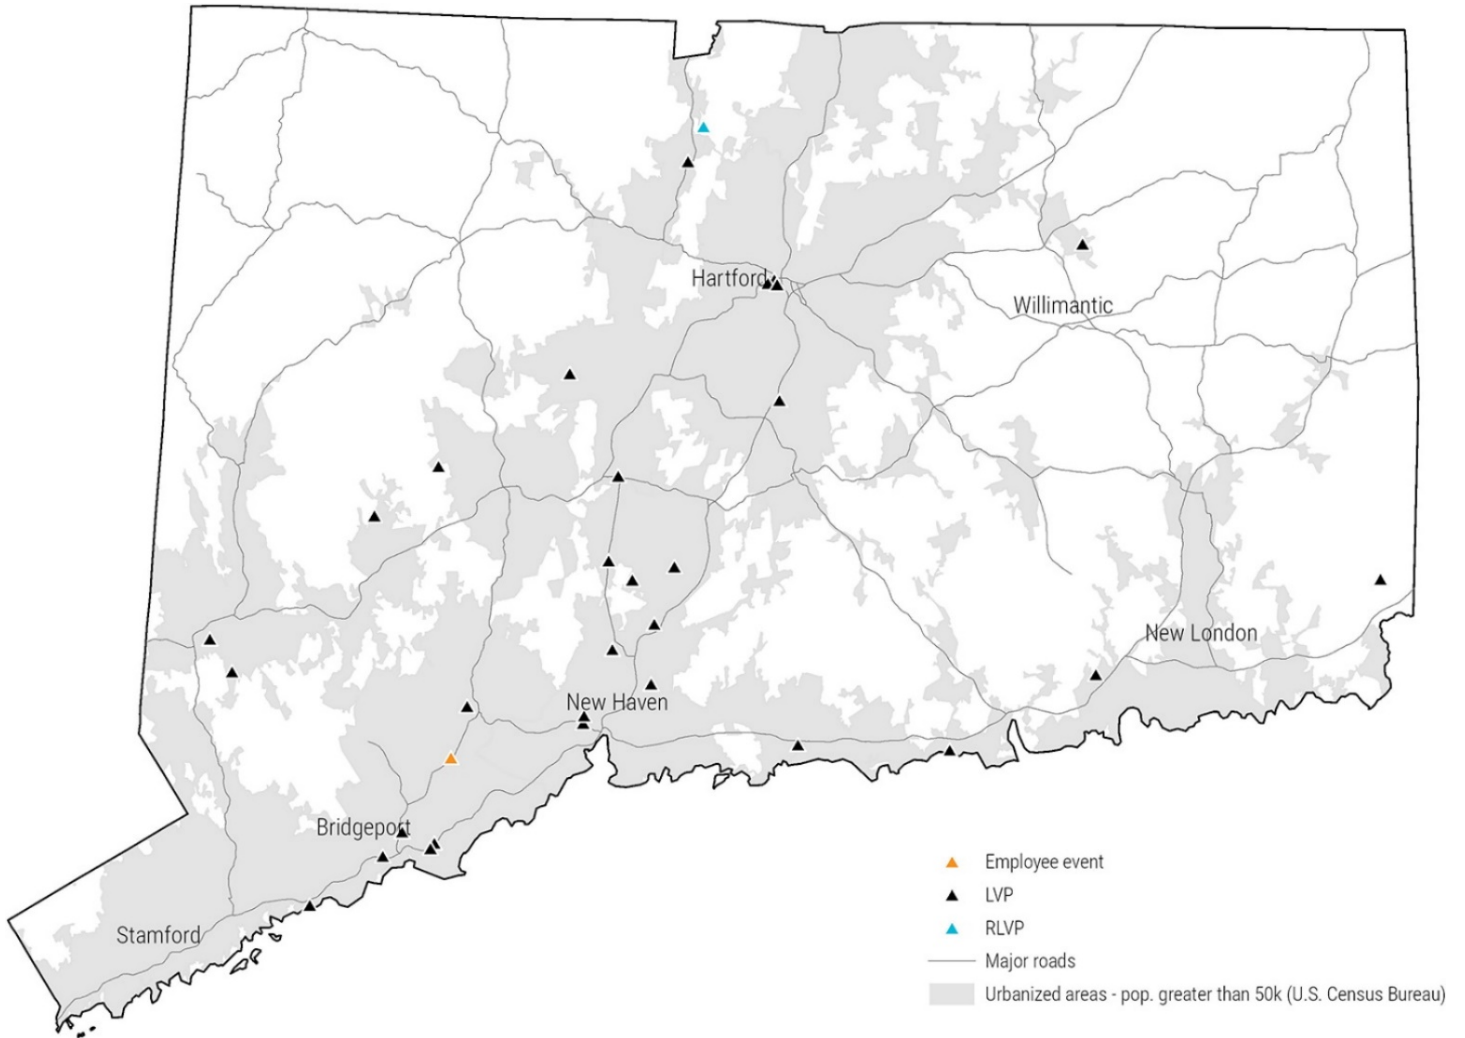 Hartford
Willimantic
New London
New Haven
Bridgeport
Stamford
Employee event
LVP
RLVP
Major roads
Urbanized areas - pop. greater than 50k (U.S. Census Bureau)